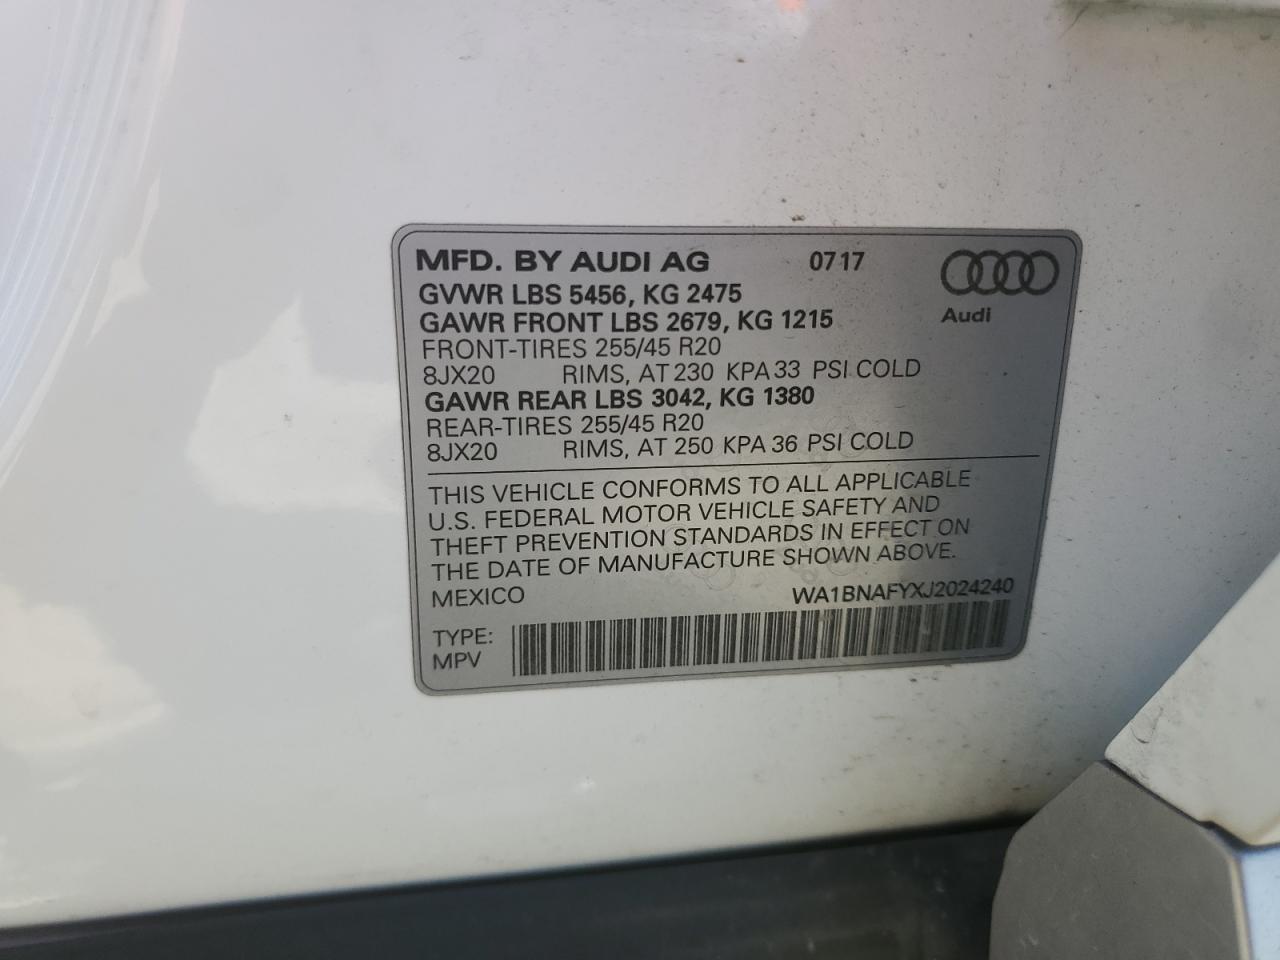 MFD. BY AUDI AG 07 17
GVWR LBS 5456, KG 2475
GAWR FRONT LBS 2679, KG 1215
Audi
FRONT-TIRES 255/45 R20
8JX20 RIMS, AT 230 KPA 33 PSI COLD
GAWR REAR LBS 3042, KG 1380
REAR-TIRES 255/45 R20
8JX20 RIMS, AT 250 KPA 36 PSI COLD
THIS VEHICLE CONFORMS TO ALL APPLICABLE
U.S. FEDERAL MOTOR VEHICLE SAFETY AND
THEFT PREVENTION STANDARDS IN EFFECT ON
THE DATE OF MANUFACTURE SHOWN ABOVE.
MEXICO WA1BNAFYXJ2024240
TYPE:
MPV